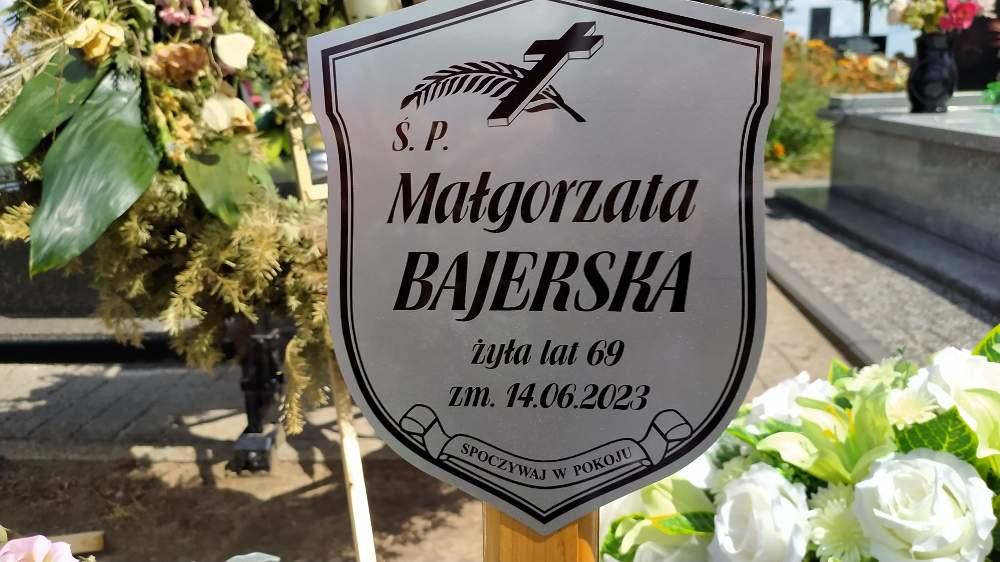 Ś. P.
Małgorzata
BAJERSKA
żyła lat 69
zm. 14.06.2023
SPOCZYWAJ W POKOJU